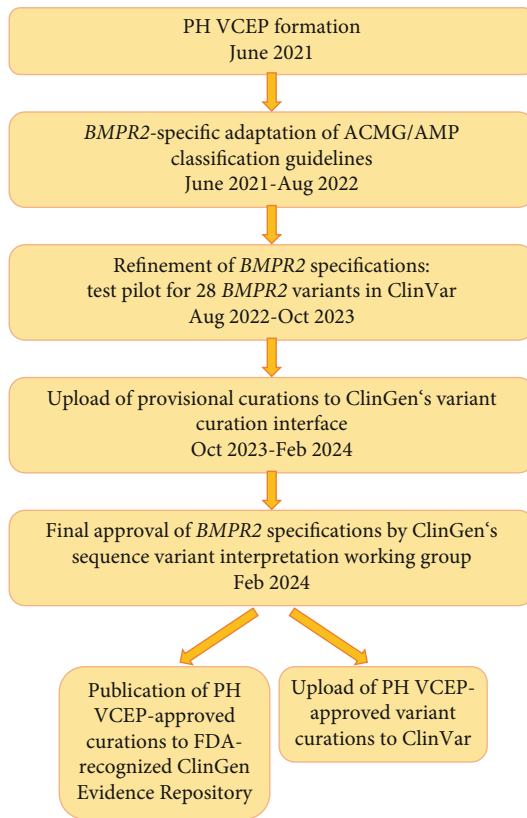 PH VCEP formation
June 2021
BMPR2-specific adaptation of ACMG/AMP
classification guidelines
June 2021-Aug 2022
Refinement of BMPR2 specifications:
test pilot for 28 BMPR2 variants in ClinVar
Aug 2022-Oct 2023
Upload of provisional curations to ClinGen‘s variant
curation interface
Oct 2023-Feb 2024
Final approval of BMPR2 specifications by ClinGen‘s
sequence variant interpretation working group
Feb 2024
Publication of PH
VCEP-approved
curations to FDA-
recognized ClinGen
Evidence Repository
Upload of PH VCEP-
approved variant
curations to ClinVar